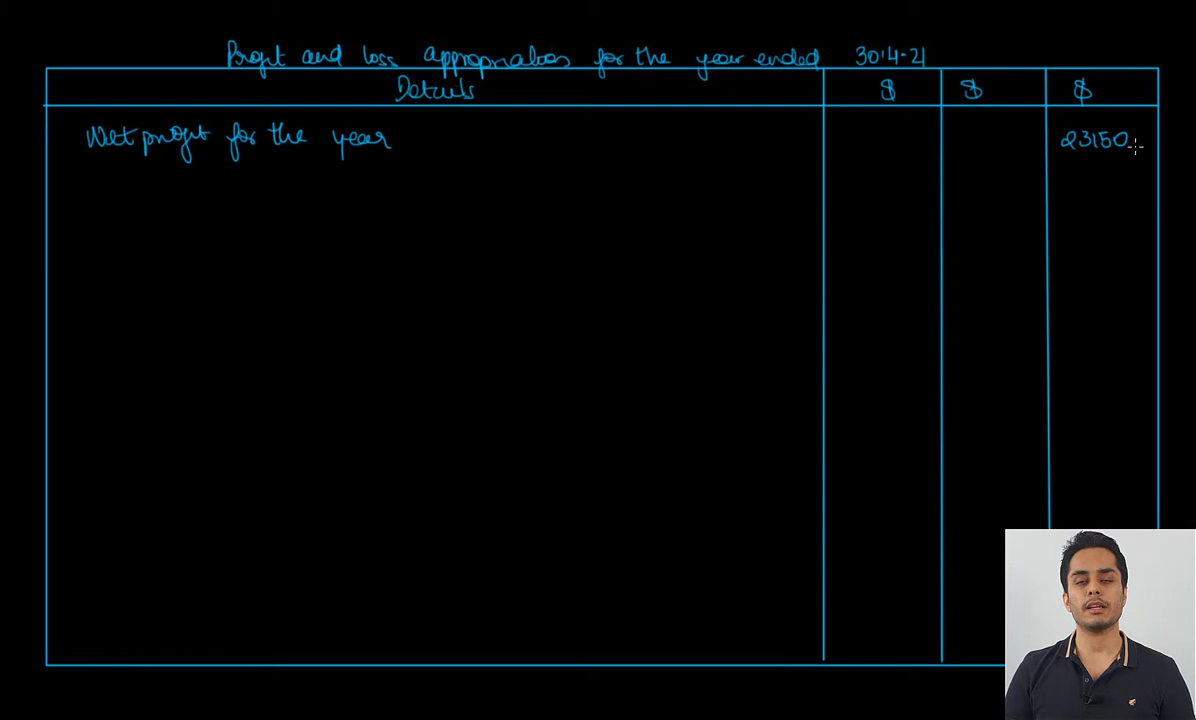 Profit and loss appropriation for the year ended 30.4.21
Details $ $ $
Net profit for the year 23150